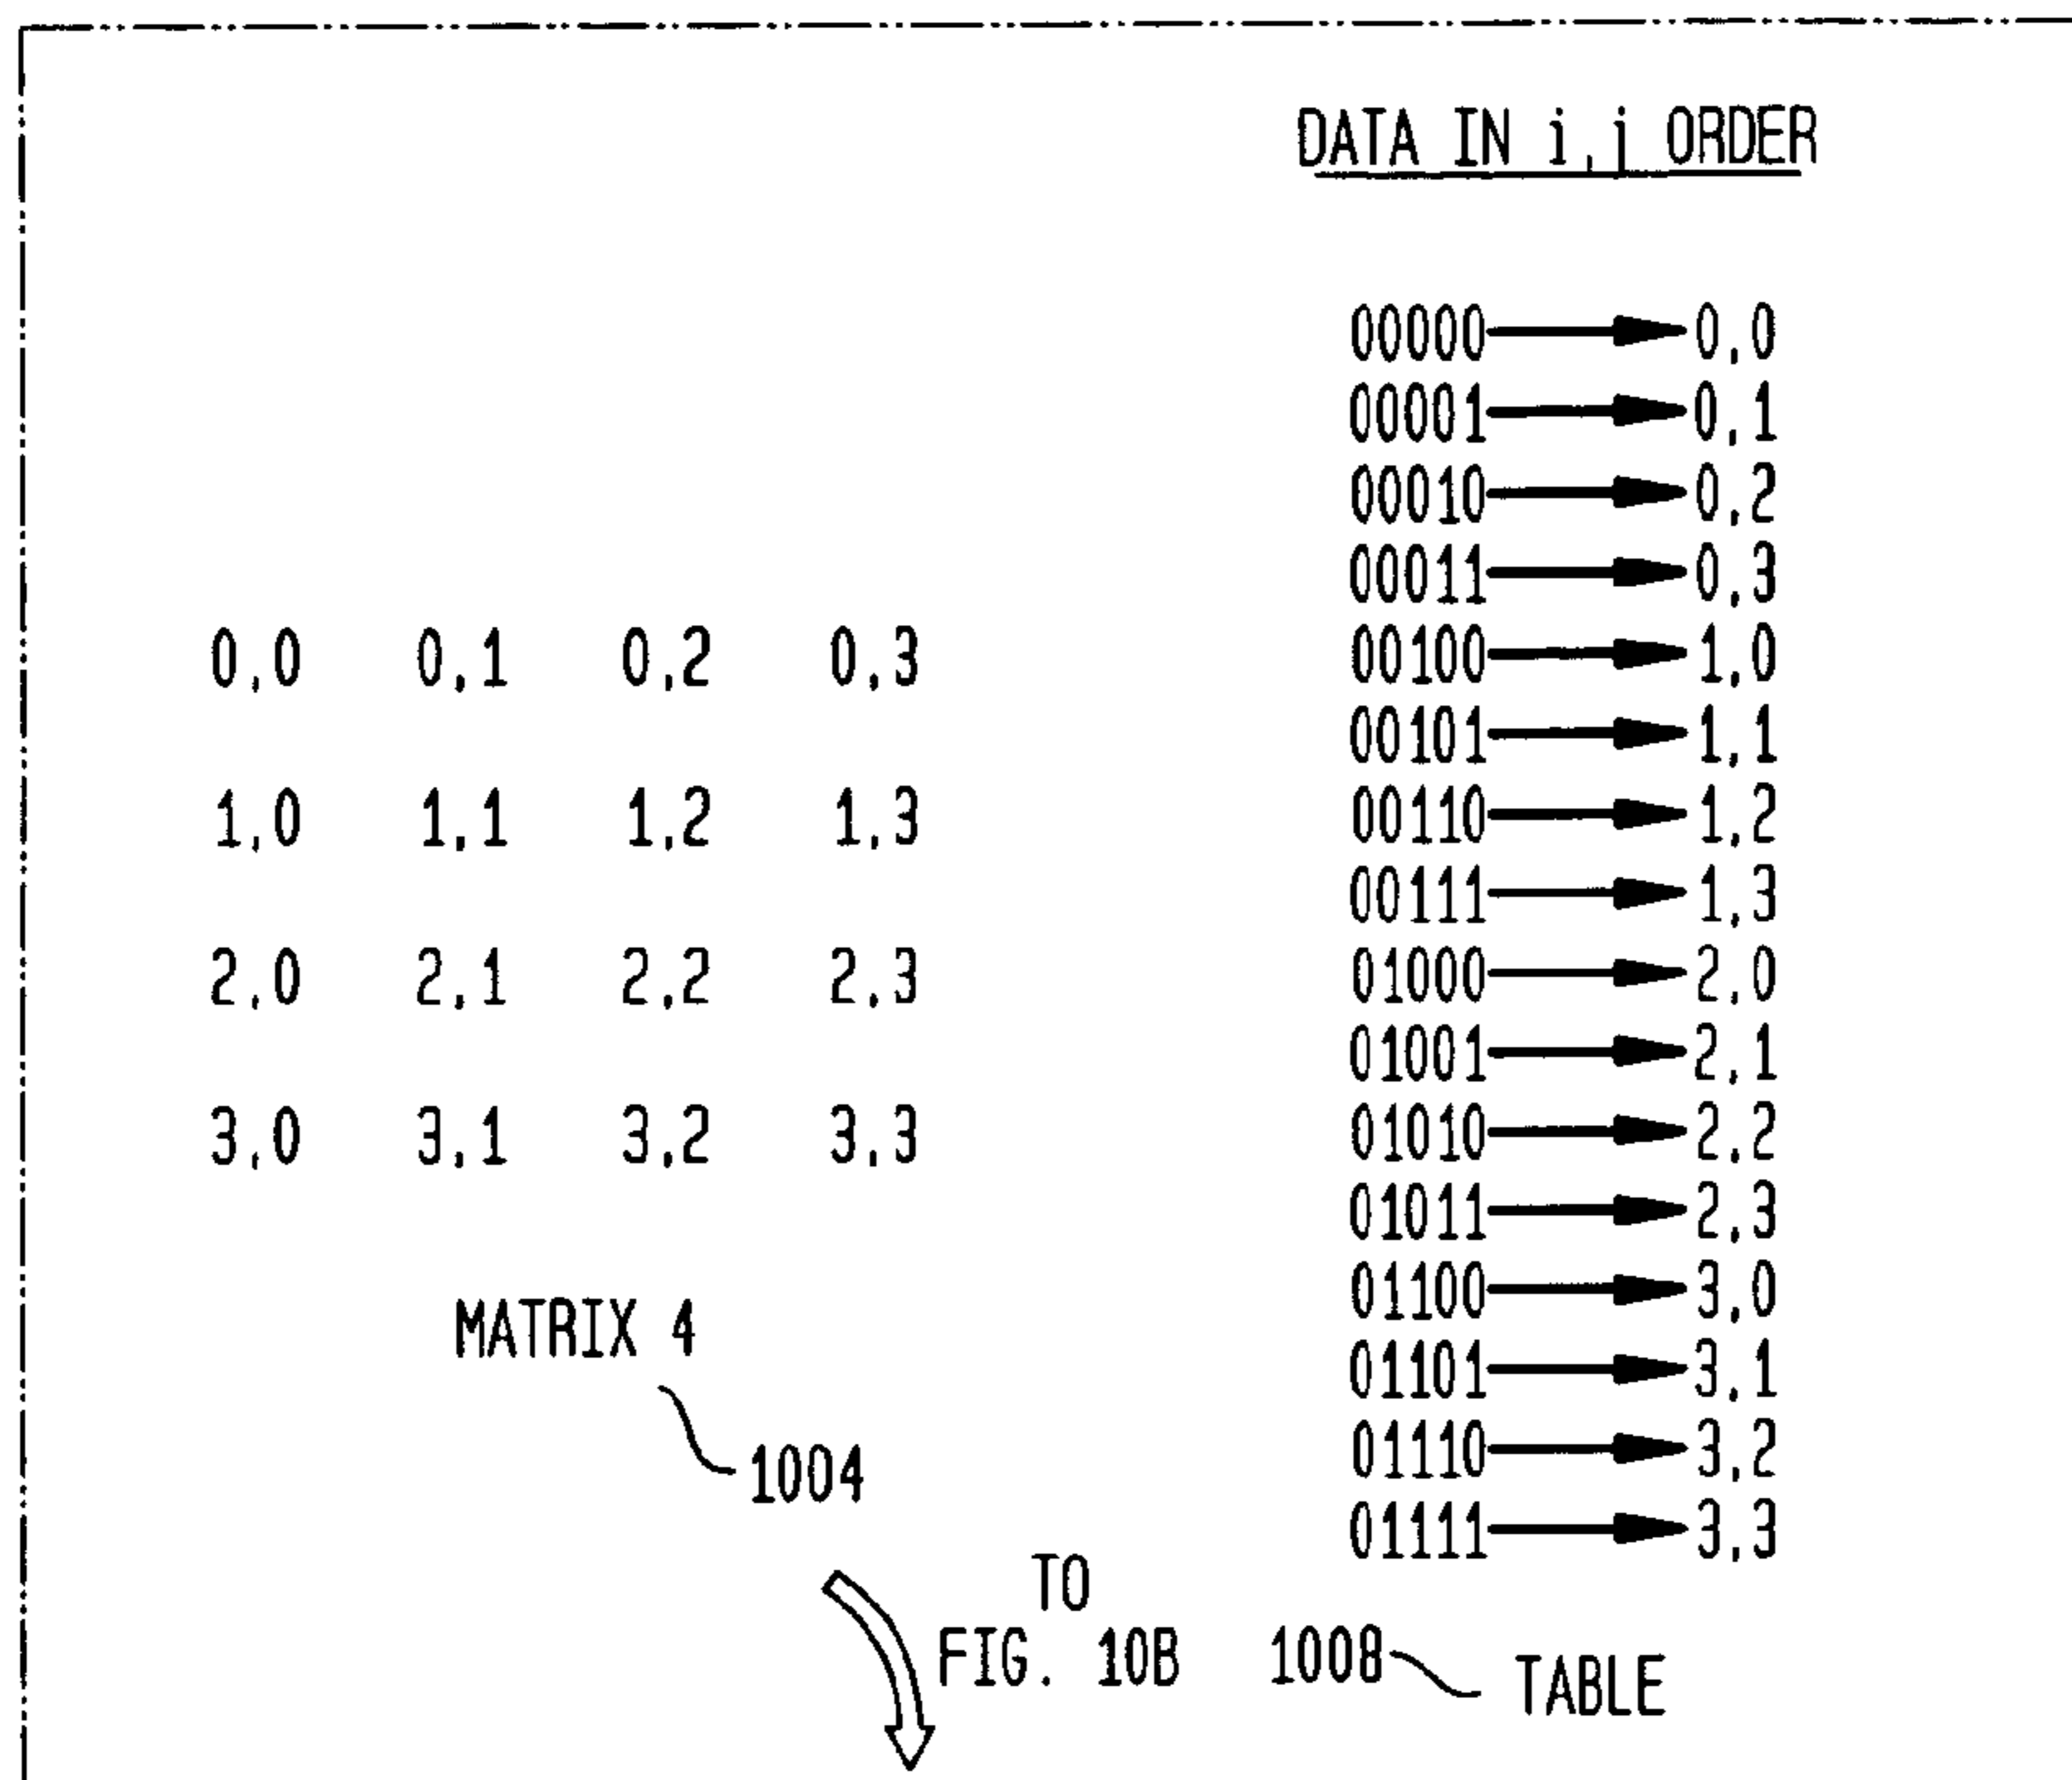 DATA IN i,j ORDER
00000 0,0
00001 0,1
00010 0,2
00011 0,3
00100 1,0
00101 1,1
00110 1,2
00111 1,3
01000 2,0
01001 2,1
01010 2,2
01011 2,3
01100 3,0
01101 3,1
01110 3,2
01111 3,3
0,0 0,1 0,2 0,3
1,0 1,1 1,2 1,3
2,0 2,1 2,2 2,3
3,0 3,1 3,2 3,3
MATRIX 4
1004
TO
FIG. 10B
1008
TABLE